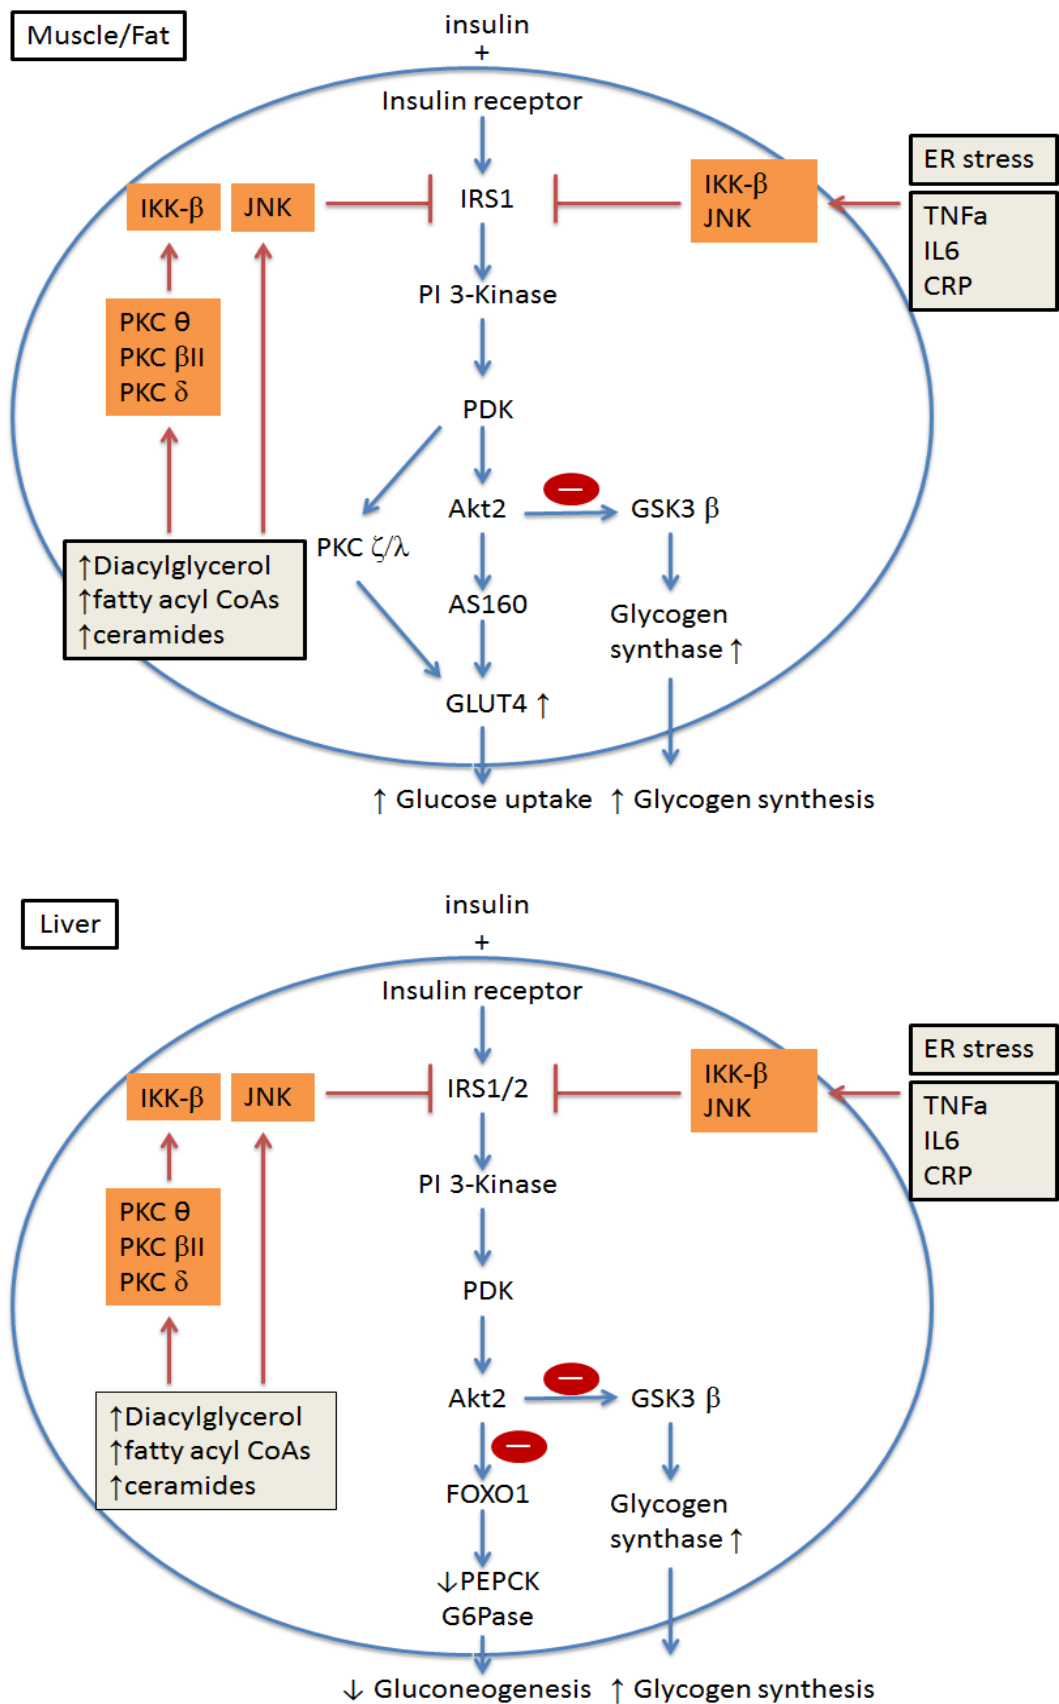 Muscle/Fat
insulin
+
Insulin receptor
ER stress
IKK-β
JNK
IRS1
IKK-β
JNK
TNFa
IL6
CRP
PI 3-Kinase
PKC θ
PKC βII
PKC δ
PDK
Akt2
—
GSK3 β
PKC ζ/λ
↑Diacylglycerol
↑fatty acyl CoAs
↑ceramides
AS160
Glycogen
synthase ↑
GLUT4 ↑
↑ Glucose uptake
↑ Glycogen synthesis
Liver
insulin
+
Insulin receptor
ER stress
IKK-β
JNK
IRS1/2
IKK-β
JNK
TNFa
IL6
CRP
PI 3-Kinase
PKC θ
PKC βII
PKC δ
PDK
Akt2
—
GSK3 β
—
↑Diacylglycerol
↑fatty acyl CoAs
↑ceramides
FOXO1
Glycogen
synthase ↑
↓PEPCK
G6Pase
↓ Gluconeogenesis
↑ Glycogen synthesis